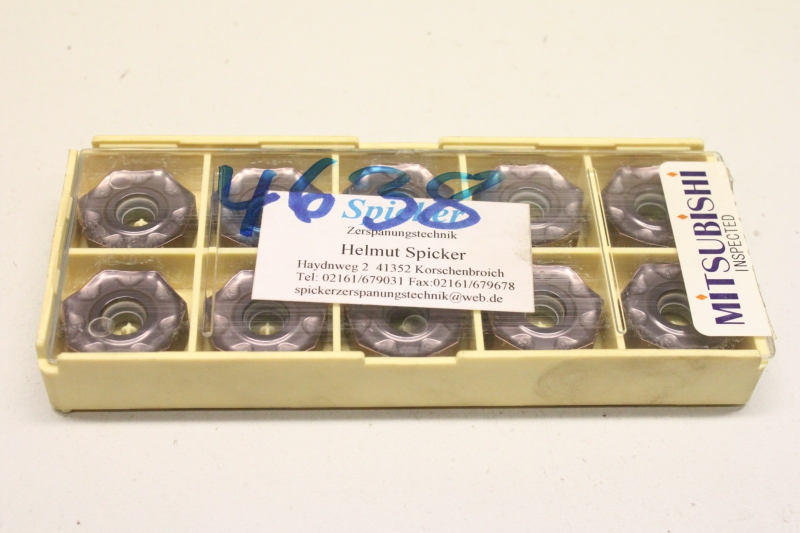 4638
Spicker
Zerspanungstechnik
Helmut Spicker
Haydnweg 2 41352 Korschenbroich
Tel: 02161/679031 Fax:02161/679678
spickerzerspanungstechnik@web.de
MITSUBISHI
INSPECTED